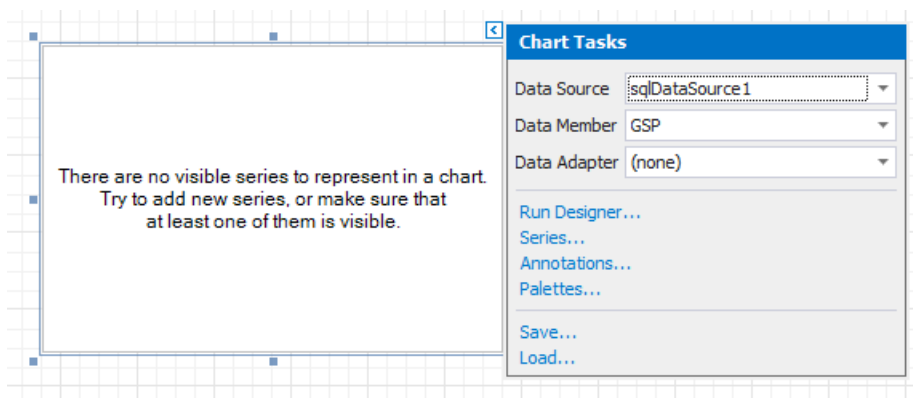 There are no visible series to represent in a chart.
Try to add new series, or make sure that
at least one of them is visible.
Chart Tasks
Data Source sqlDataSource1
Data Member GSP
Data Adapter (none)
Run Designer...
Series...
Annotations...
Palettes...
Save...
Load...